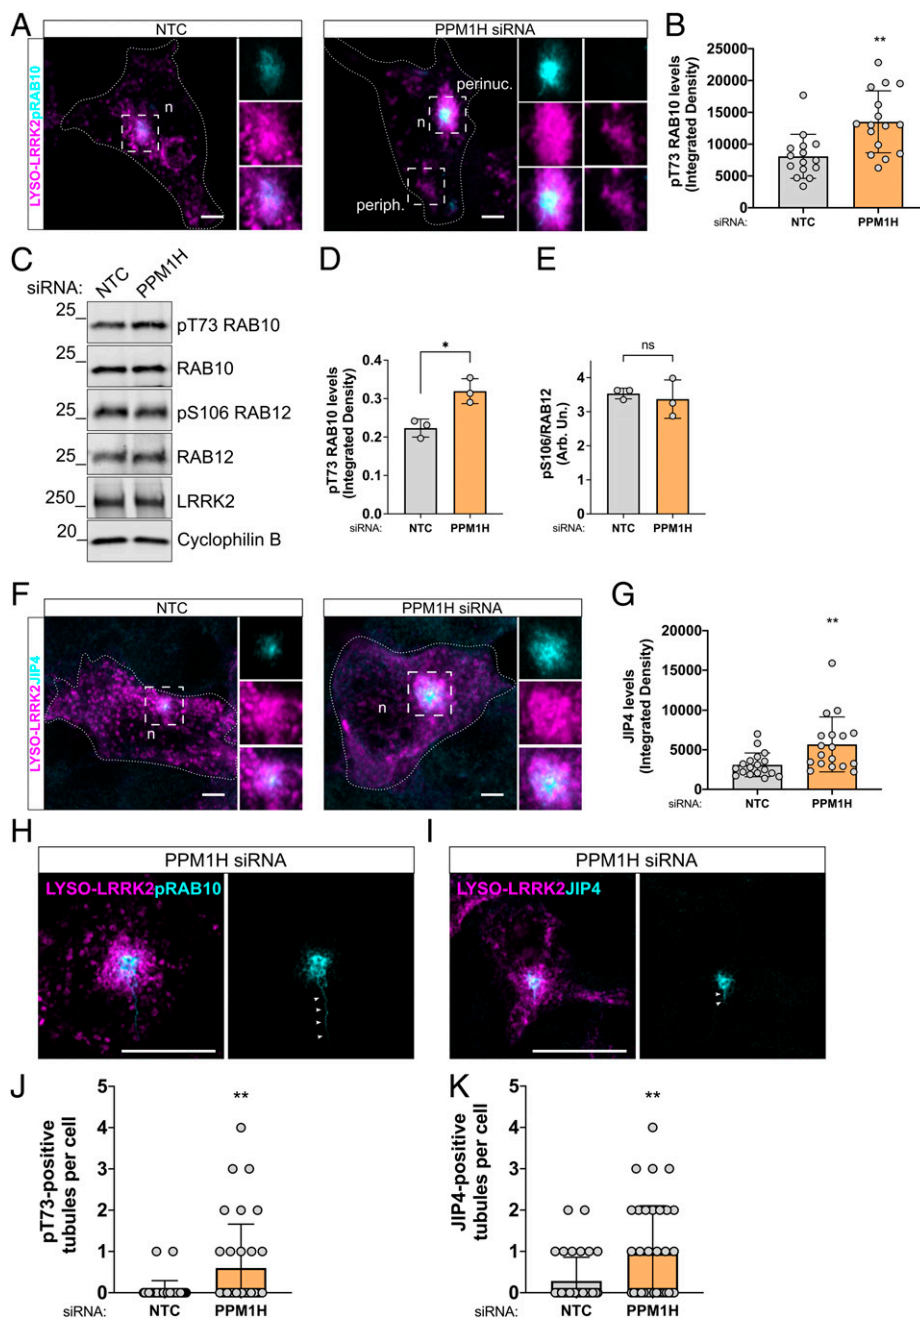 A
NTC
PPM1H siRNA
LYSO-LRRK2pRAB10
n
perinuc.
n
periph.
B
pT73 RAB10 levels
(Integrated Density)
25000
20000
15000
10000
5000
0
**
siRNA:
NTC
PPM1H
C
siRNA:
NTC
PPM1H
25
pT73 RAB10
25
RAB10
25
pS106 RAB12
25
RAB12
250
LRRK2
20
Cyclophilin B
D
pT73 RAB10 levels
(Integrated Density)
0.4
0.3
0.2
0.1
0.0
*
siRNA:
NTC
PPM1H
E
pS106/RAB12
(Arb. Un.)
4
3
2
1
0
ns
siRNA:
NTC
PPM1H
F
NTC
PPM1H siRNA
LYSO-LRRK2JIP4
n
n
G
JIP4 levels
(Integrated Density)
20000
15000
10000
5000
0
**
siRNA:
NTC
PPM1H
H
PPM1H siRNA
LYSO-LRRK2pRAB10
I
PPM1H siRNA
LYSO-LRRK2JIP4
J
pT73-positive
tubules per cell
5
4
3
2
1
0
**
siRNA:
NTC
PPM1H
K
JIP4-positive
tubules per cell
5
4
3
2
1
0
**
siRNA:
NTC
PPM1H